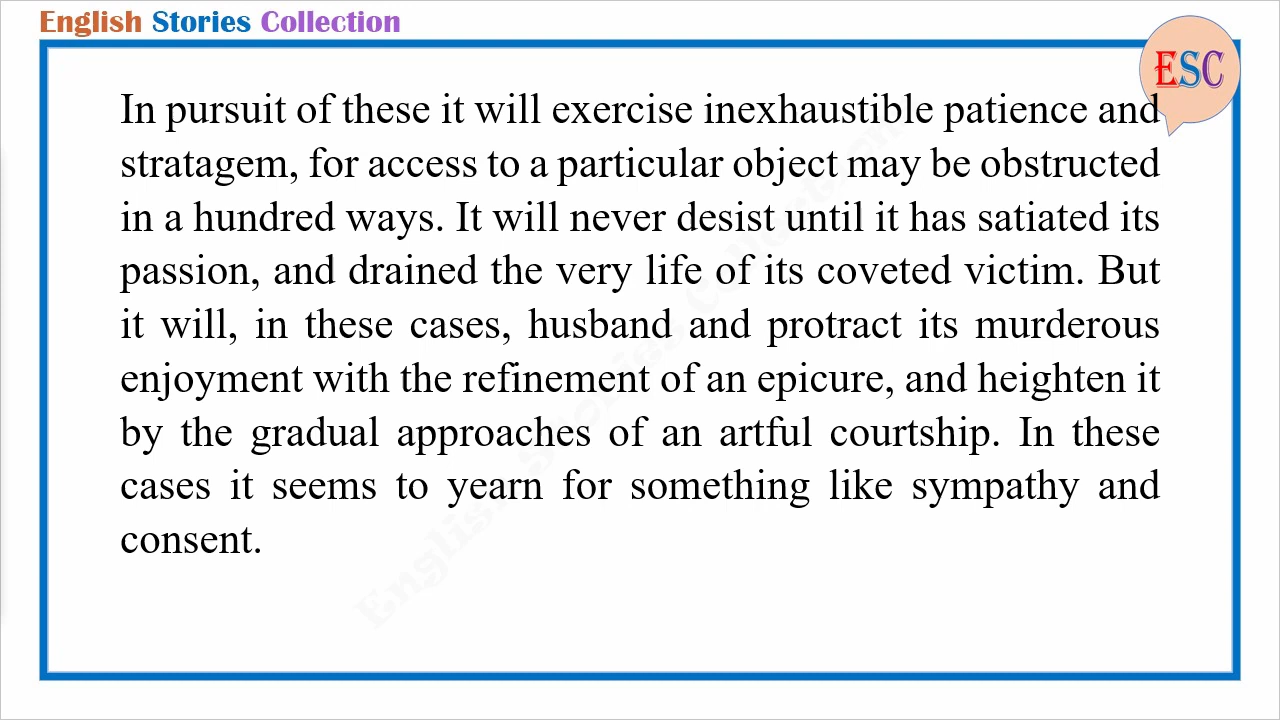 English Stories Collection
ESC
In pursuit of these it will exercise inexhaustible patience and
stratagem, for access to a particular object may be obstructed
in a hundred ways. It will never desist until it has satiated its
passion, and drained the very life of its coveted victim. But
it will, in these cases, husband and protract its murderous
enjoyment with the refinement of an epicure, and heighten it
by the gradual approaches of an artful courtship. In these
cases it seems to yearn for something like sympathy and
consent.
English Stories Collection